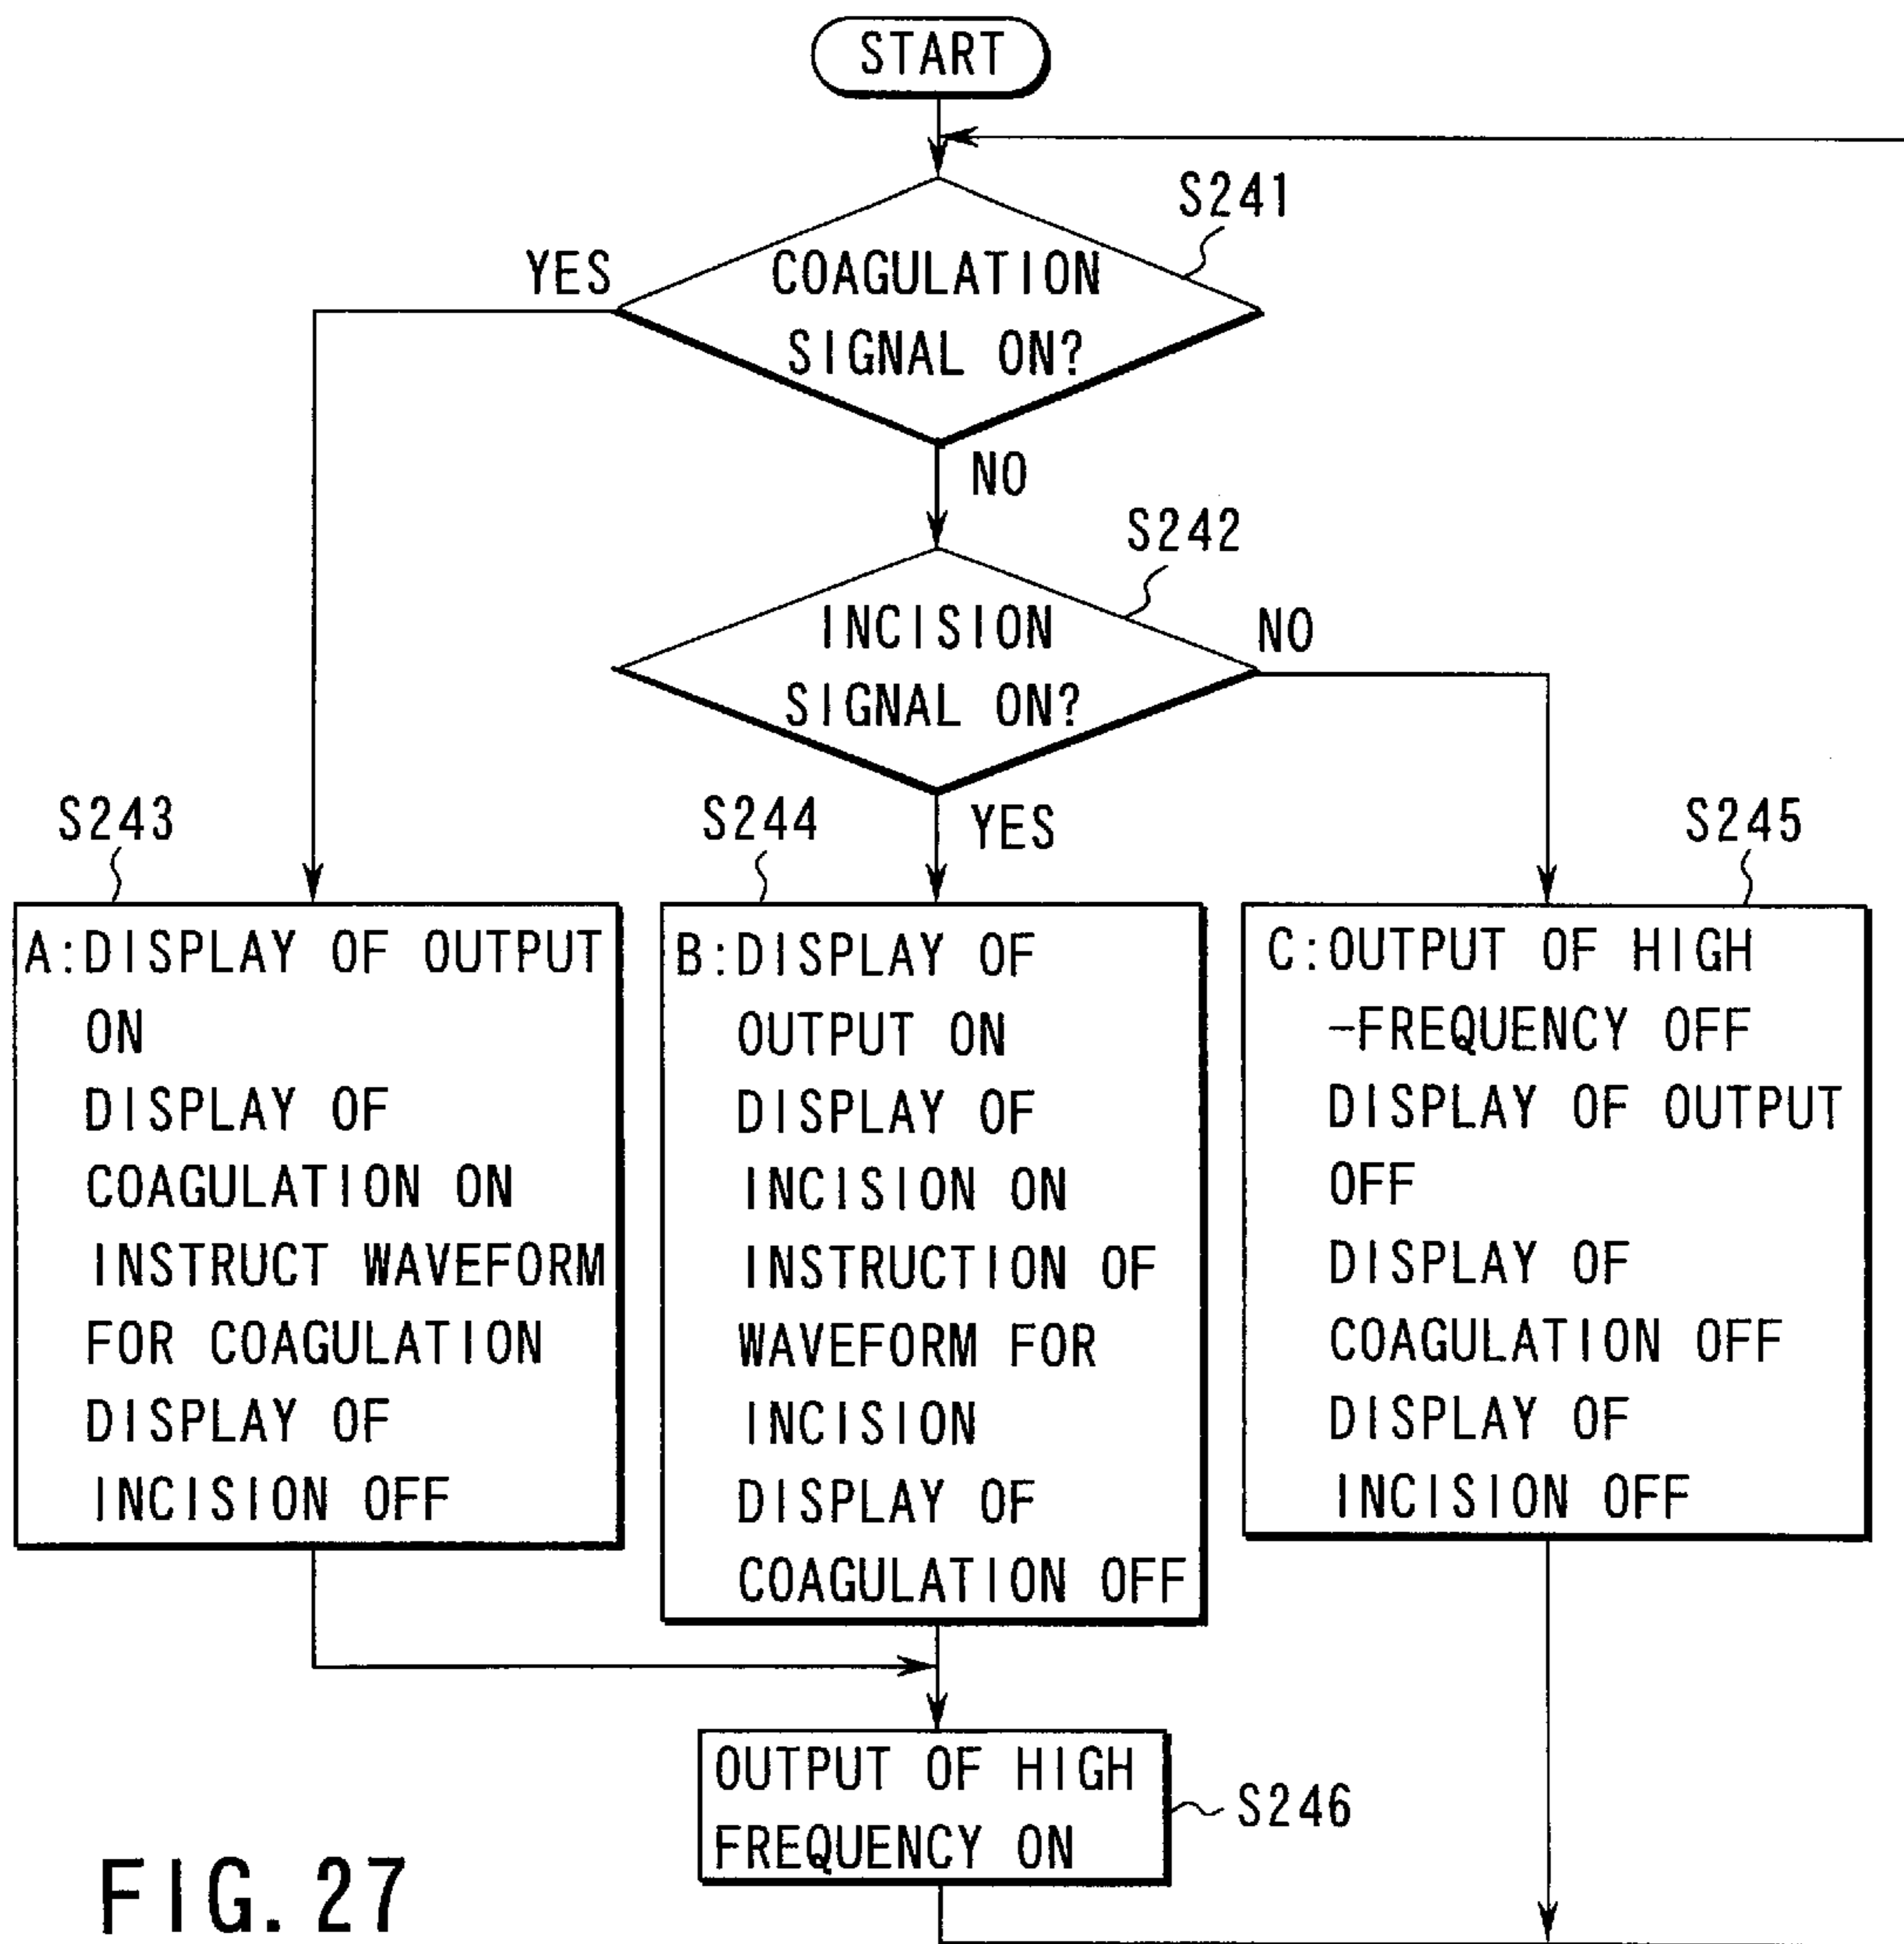 START
S241
YES
COAGULATION
SIGNAL ON?
NO
S242
INCISION
SIGNAL ON?
NO
YES
S243
A:DISPLAY OF OUTPUT
ON
DISPLAY OF
COAGULATION ON
INSTRUCT WAVEFORM
FOR COAGULATION
DISPLAY OF
INCISION OFF
S244
B:DISPLAY OF
OUTPUT ON
DISPLAY OF
INCISION ON
INSTRUCTION OF
WAVEFORM FOR
INCISION
DISPLAY OF
COAGULATION OFF
S245
C:OUTPUT OF HIGH
-FREQUENCY OFF
DISPLAY OF OUTPUT
OFF
DISPLAY OF
COAGULATION OFF
DISPLAY OF
INCISION OFF
OUTPUT OF HIGH
FREQUENCY ON
S246
FIG. 27